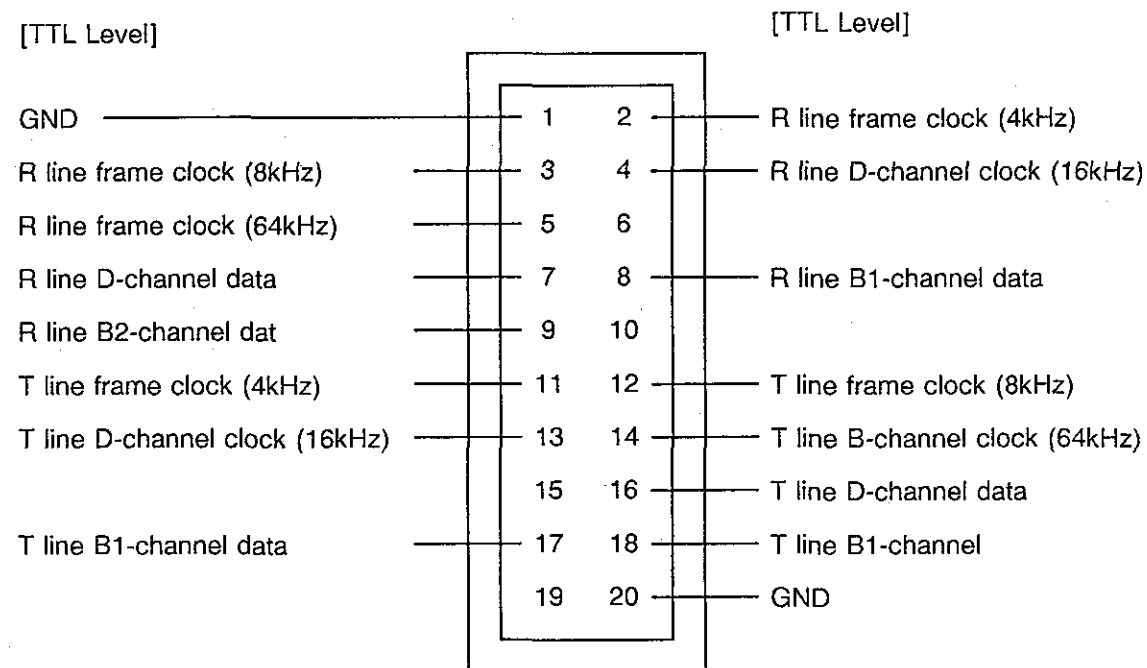 [TTL Level] [TTL Level]
GND 1 2 R line frame clock (4kHz)
R line frame clock (8kHz) 3 4 R line D-channel clock (16kHz)
R line frame clock (64kHz) 5 6
R line D-channel data 7 8 R line B1-channel data
R line B2-channel dat 9 10
T line frame clock (4kHz) 11 12 T line frame clock (8kHz)
T line D-channel clock (16kHz) 13 14 T line B-channel clock (64kHz)
15 16 T line D-channel data
T line B1-channel data 17 18 T line B1-channel
19 20 GND